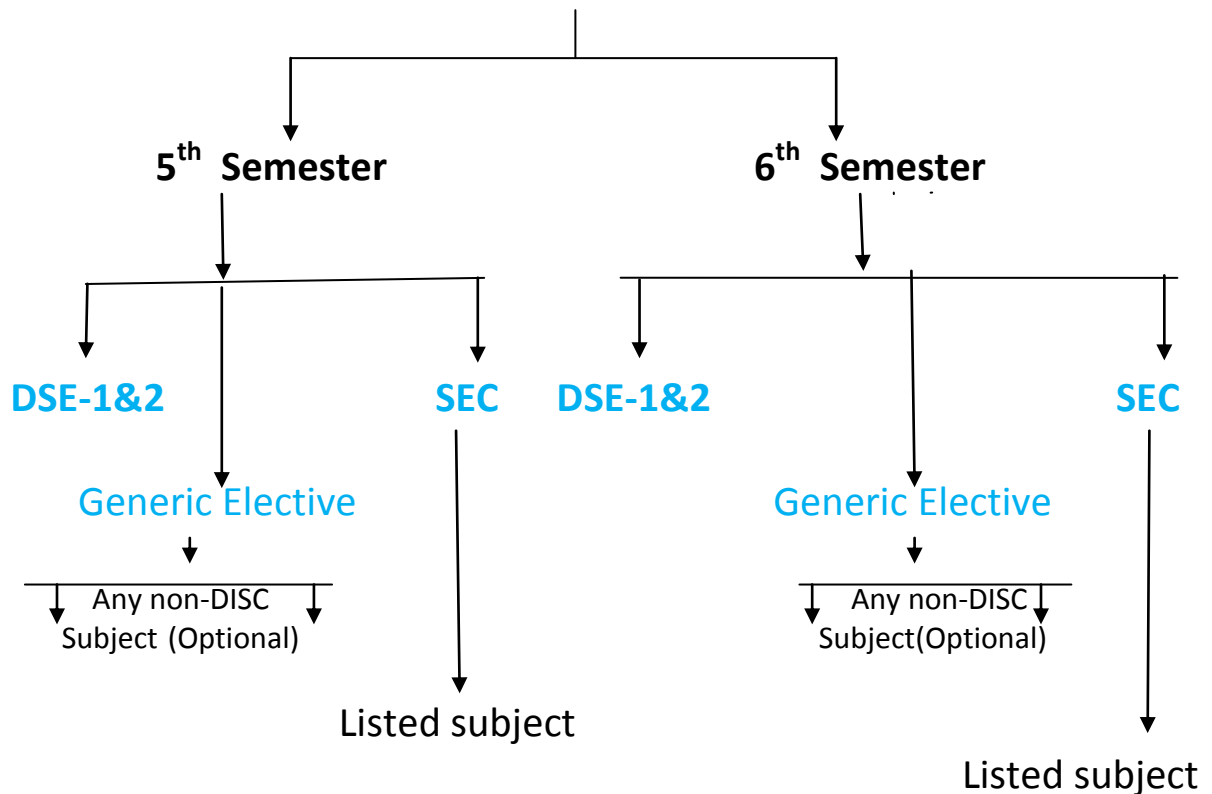 5th Semester
6th Semester
DSE-1&2
SEC
DSE-1&2
SEC
Generic Elective
Generic Elective
Any non-DISC
Subject (Optional)
Any non-DISC
Subject(Optional)
Listed subject
Listed subject